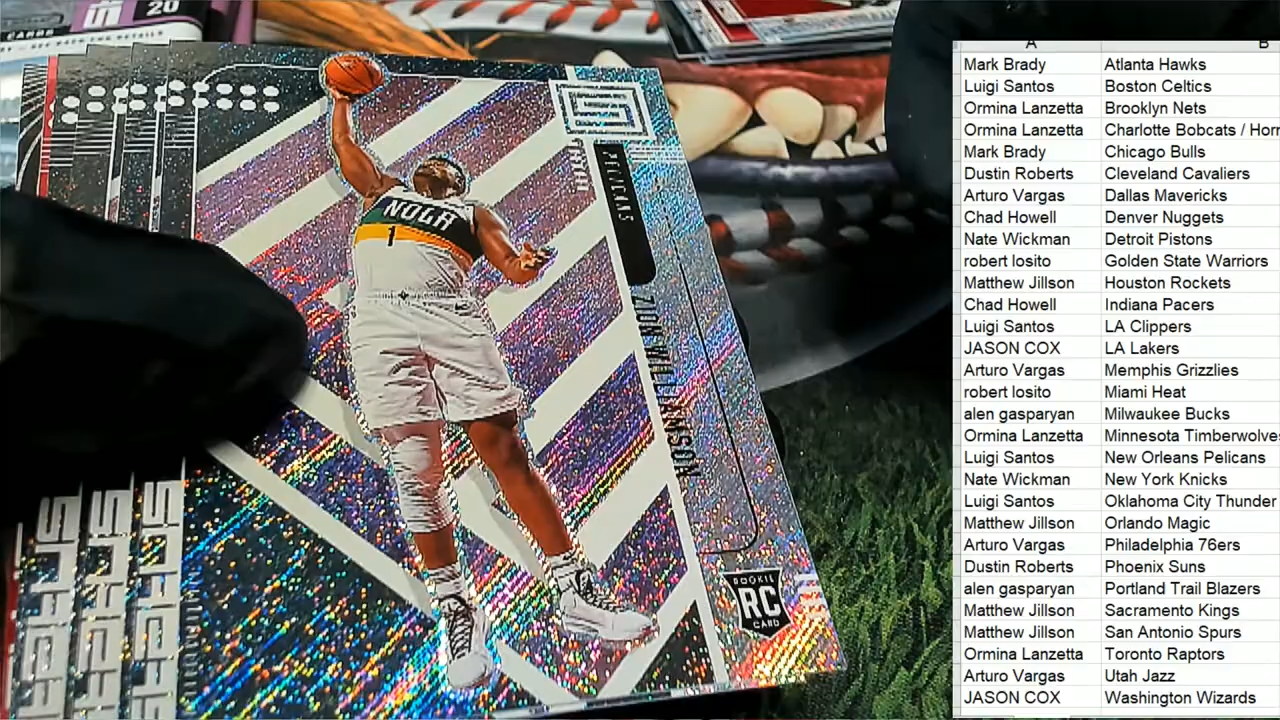 20
CARDS
NOLA
1
PELICANS
ZION WILLIAMSON
ROOKIE
RC
CARD
A B
Mark Brady Atlanta Hawks
Luigi Santos Boston Celtics
Ormina Lanzetta Brooklyn Nets
Ormina Lanzetta Charlotte Bobcats / Horn
Mark Brady Chicago Bulls
Dustin Roberts Cleveland Cavaliers
Arturo Vargas Dallas Mavericks
Chad Howell Denver Nuggets
Nate Wickman Detroit Pistons
robert losito Golden State Warriors
Matthew Jillson Houston Rockets
Chad Howell Indiana Pacers
Luigi Santos LA Clippers
JASON COX LA Lakers
Arturo Vargas Memphis Grizzlies
robert losito Miami Heat
alen gasparyan Milwaukee Bucks
Ormina Lanzetta Minnesota Timberwolve
Luigi Santos New Orleans Pelicans
Nate Wickman New York Knicks
Luigi Santos Oklahoma City Thunder
Matthew Jillson Orlando Magic
Arturo Vargas Philadelphia 76ers
Dustin Roberts Phoenix Suns
alen gasparyan Portland Trail Blazers
Matthew Jillson Sacramento Kings
Matthew Jillson San Antonio Spurs
Ormina Lanzetta Toronto Raptors
Arturo Vargas Utah Jazz
JASON COX Washington Wizards